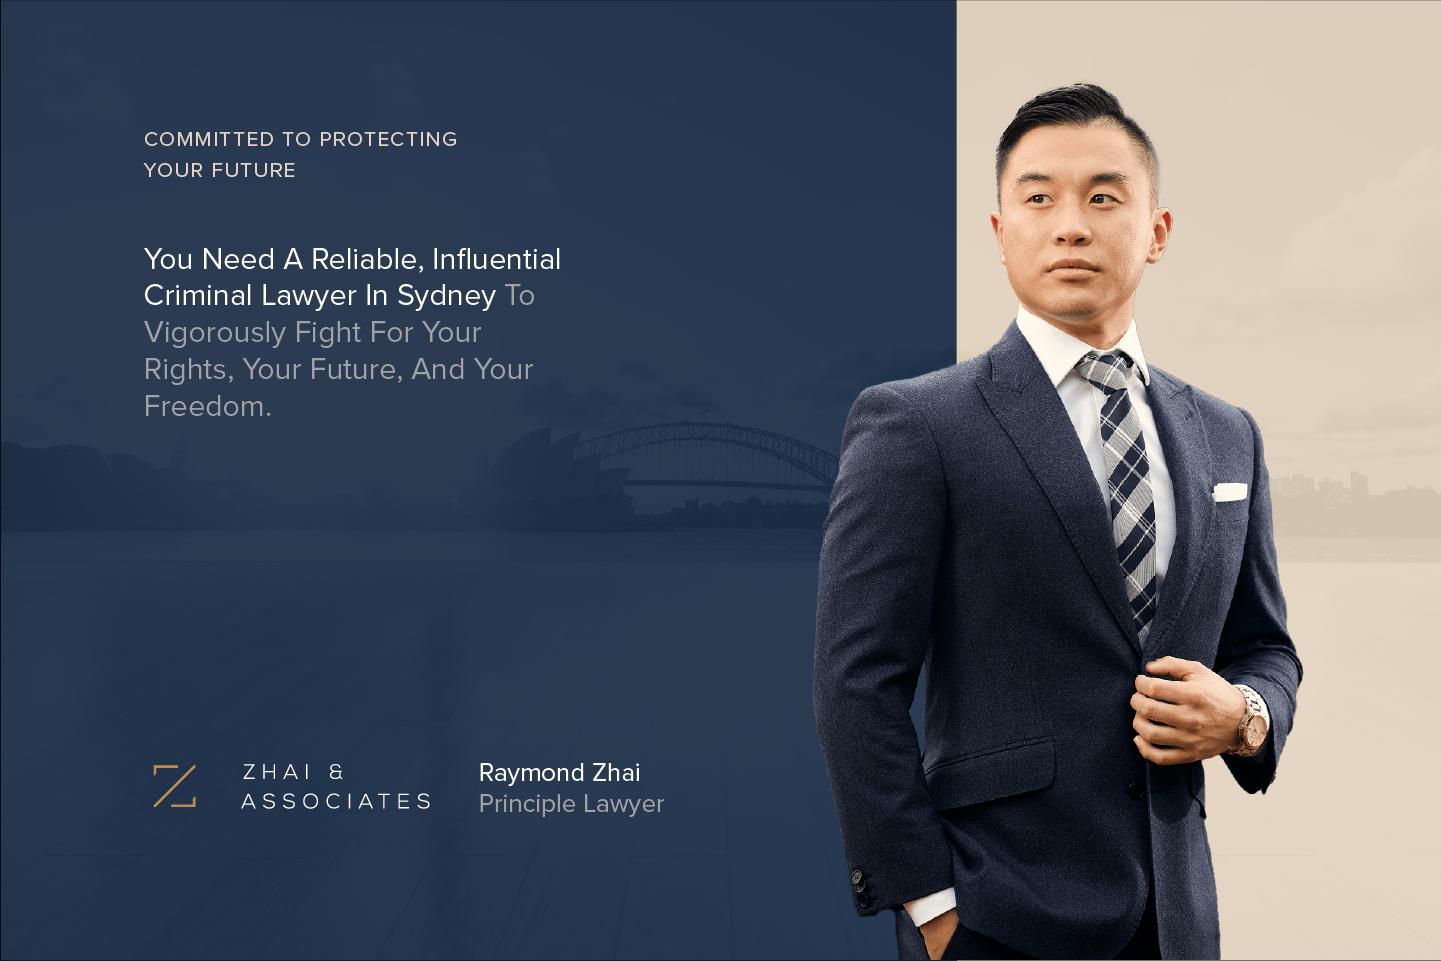 COMMITTED TO PROTECTING
YOUR FUTURE
You Need A Reliable, Influential
Criminal Lawyer In Sydney To
Vigorously Fight For Your
Rights, Your Future, And Your
Freedom.
Z
ZHAI &
ASSOCIATES
Raymond Zhai
Principle Lawyer